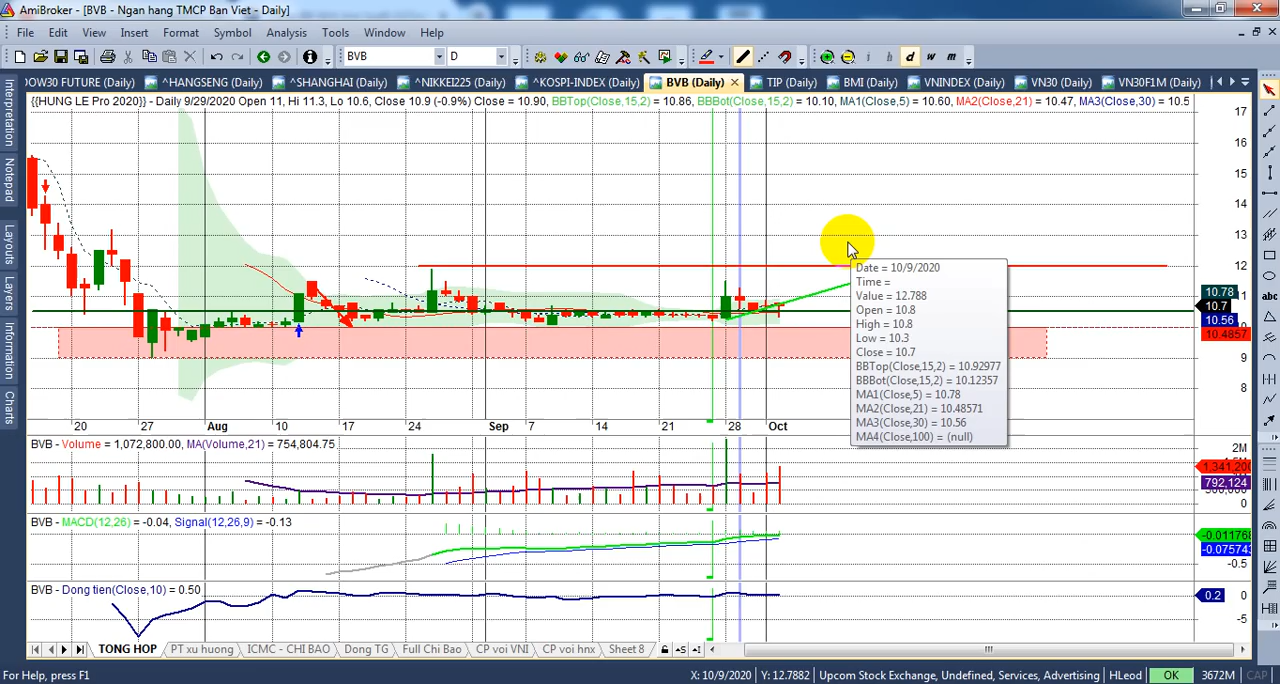 AmiBroker - [BVB - Ngan hang TMCP Ban Viet - Daily]
File Edit View Insert Format Symbol Analysis Tools Window Help
BVB D i h d w m
OW30 FUTURE (Daily) ^HANGSENG (Daily) ^SHANGHAI (Daily) ^NIKKEI225 (Daily) ^KOSPI-INDEX (Daily) BVB (Daily) TIP (Daily) BMI (Daily) VNINDEX (Daily) VN30 (Daily) VN30F1M (Daily)
{{HUNG LE Pro 2020}} - Daily 9/29/2020 Open 11, Hi 11.3, Lo 10.6, Close 10.9 (-0.9%) Close = 10.90, BBTop(Close,15,2) = 10.86, BBBot(Close,15,2) = 10.10, MA1(Close,5) = 10.60, MA2(Close,21) = 10.47, MA3(Close,30) = 10.5
Interpretation
Notepad
Layouts
Layers
Information
Charts
abc
17
16
15
14
13
12
11
10.78
10.7
10.56
10.4857
9
8
Date = 10/9/2020
Time =
Value = 12.788
Open = 10.8
High = 10.8
Low = 10.3
Close = 10.7
BBTop(Close,15,2) = 10.92977
BBBot(Close,15,2) = 10.12357
MA1(Close,5) = 10.78
MA2(Close,21) = 10.48571
MA3(Close,30) = 10.56
MA4(Close,100) = (null)
20 27 Aug 10 17 24 Sep 7 14 21 28 Oct
BVB - Volume = 1,072,800.00, MA(Volume,21) = 754,804.75
2M
1,341,200
792,124
BVB - MACD(12,26) = -0.04, Signal(12,26,9) = -0.13
-0.011768
-0.075743
-0.5
BVB - Dong tien(Close,10) = 0.50
0.2 0
-5
TONG HOP PT xu huong ICMC - CHI BAO Dong TG Full Chi Bao CP voi VNI CP voi hnx Sheet 8
For Help, press F1 X: 10/9/2020 Y: 12.7882 Upcom Stock Exchange, Undefined, Services, Advertising HLeod OK 3672M CAP